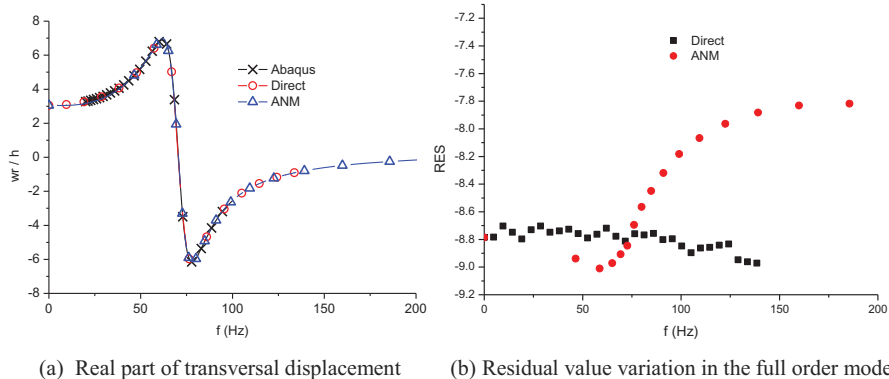 8
6
4
2
0
-2
-4
-6
wr / h
0
50
100
150
200
f (Hz)
Abaqus
Direct
ANM
-7.2
-7.4
-7.6
-7.8
-8.0
-8.2
-8.4
-8.6
-8.8
-9.0
-9.2
RES
0
50
100
150
200
f (Hz)
Direct
ANM
(a) Real part of transversal displacement
(b) Residual value variation in the full order mode